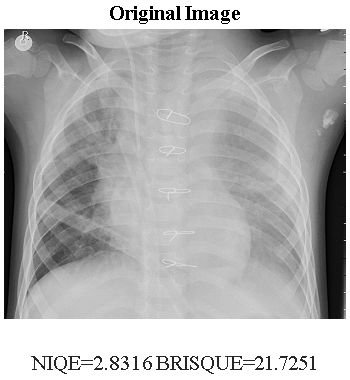 Original Image
R
NIQE=2.8316 BRISQUE=21.7251